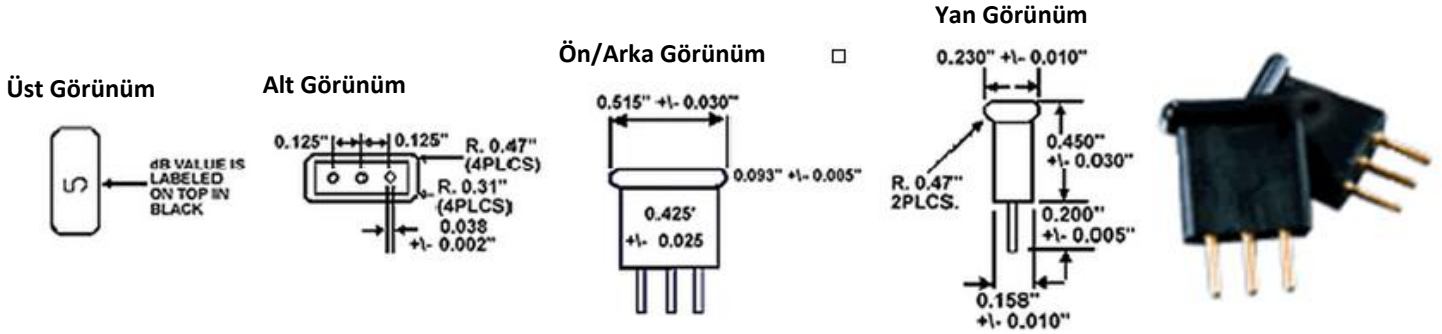 Üst Görünüm
5
dB VALUE IS
LABELED
ON TOP IIN
BLACK
Alt Görünüm
0.125"
0.125"
R. 0.47"
(4PLCS)
R. 0.31"
(4PLCS)
0.038
+\- 0.002"
Ön/Arka Görünüm
0.515" +\- 0.030"
0.093" +\- 0.005"
0.425'
+\- 0.025
Yan Görünüm
0.230" +\- 0.010"
0.450"
+\- 0.030"
R. 0.47"
2PLCS.
0.200"
+\- 0.005"
0.158"
+\- 0.010"